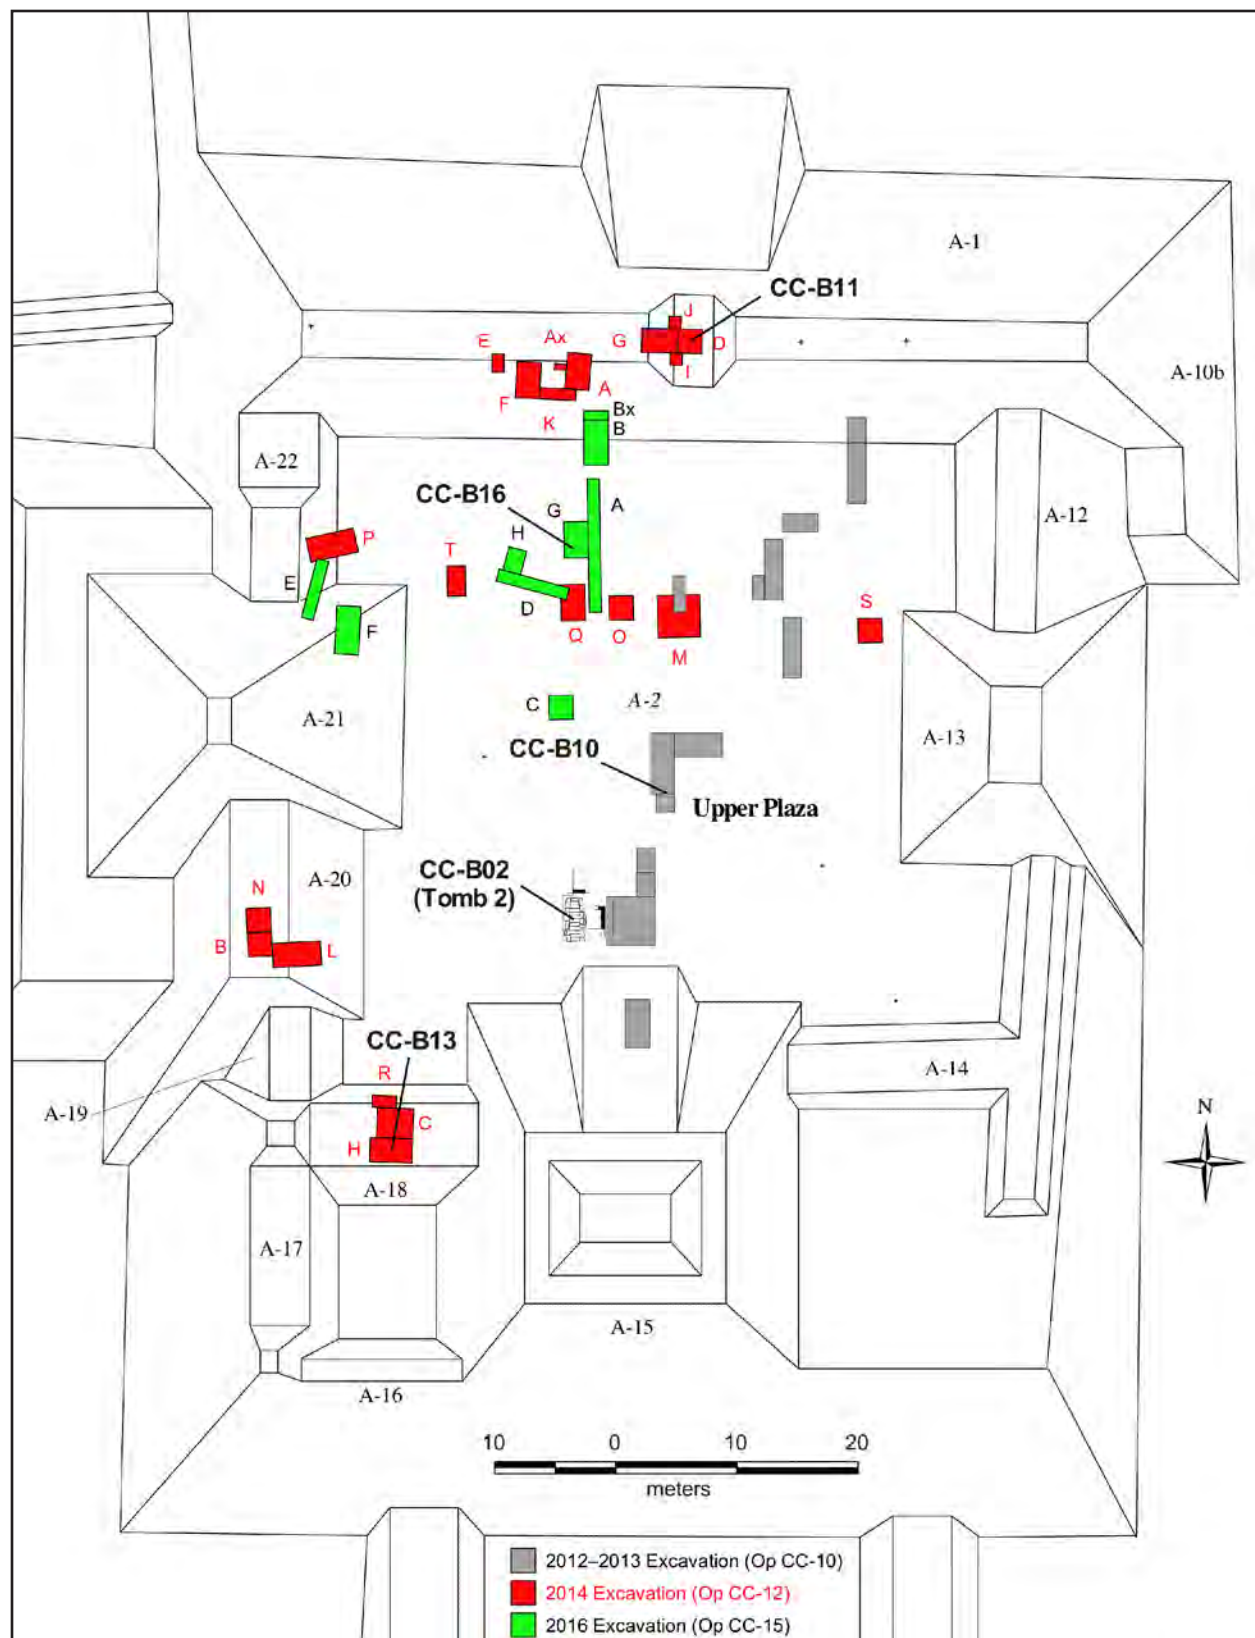 A-1
CC-B11
J
G
D
I
Ax
E
A
F
K
A-10b
Bx
B
A-22
CC-B16
A
G
H
A-12
P
T
E
D
S
F
Q
O
M
C
A-2
A-21
A-13
CC-B10
Upper Plaza
CC-B02
(Tomb 2)
A-20
N
B
L
CC-B13
R
A-14
A-19
C
H
N
A-18
A-17
A-15
A-16
10 0 10 20
meters
2012–2013 Excavation (Op CC-10)
2014 Excavation (Op CC-12)
2016 Excavation (Op CC-15)